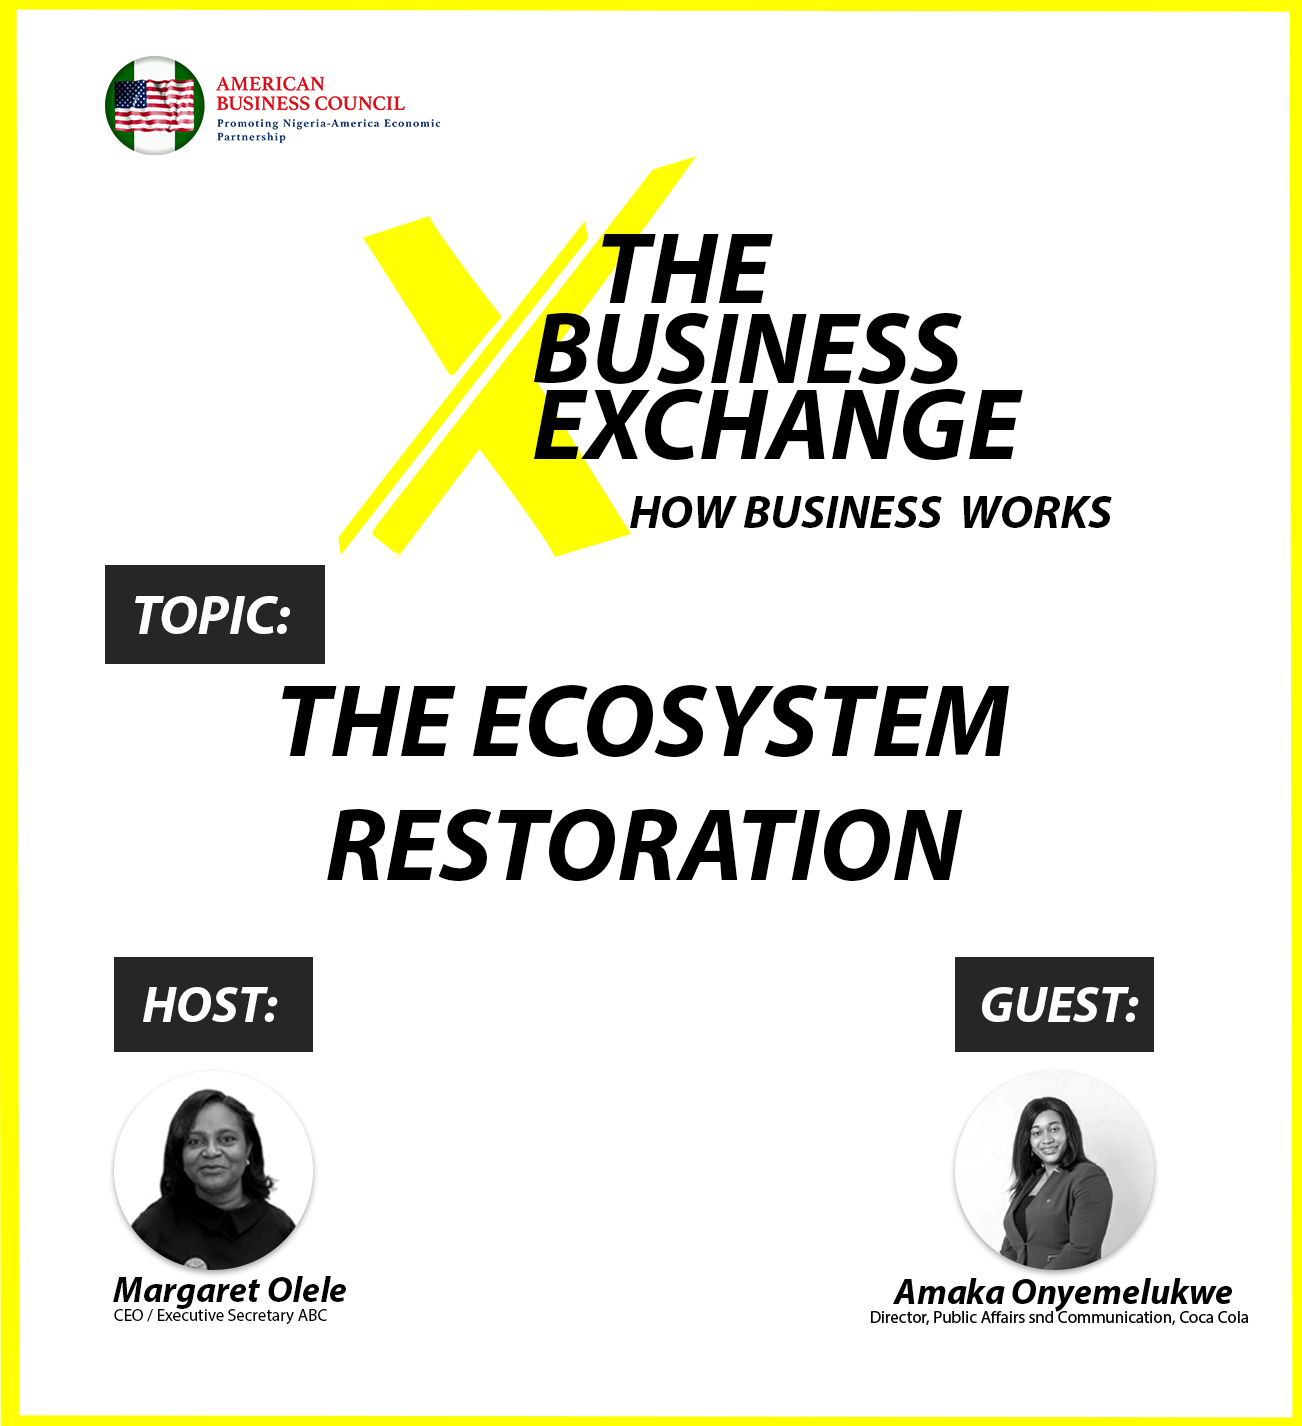 AMERICAN
BUSINESS COUNCIL
Promoting Nigeria-America Economic
Partnership
THE
BUSINESS
EXCHANGE
HOW BUSINESS WORKS
TOPIC:
THE ECOSYSTEM
RESTORATION
HOST:
Margaret Olele
CEO / Executive Secretary ABC
GUEST:
Amaka Onyemelukwe
Director, Public Affairs snd Communication, Coca Cola